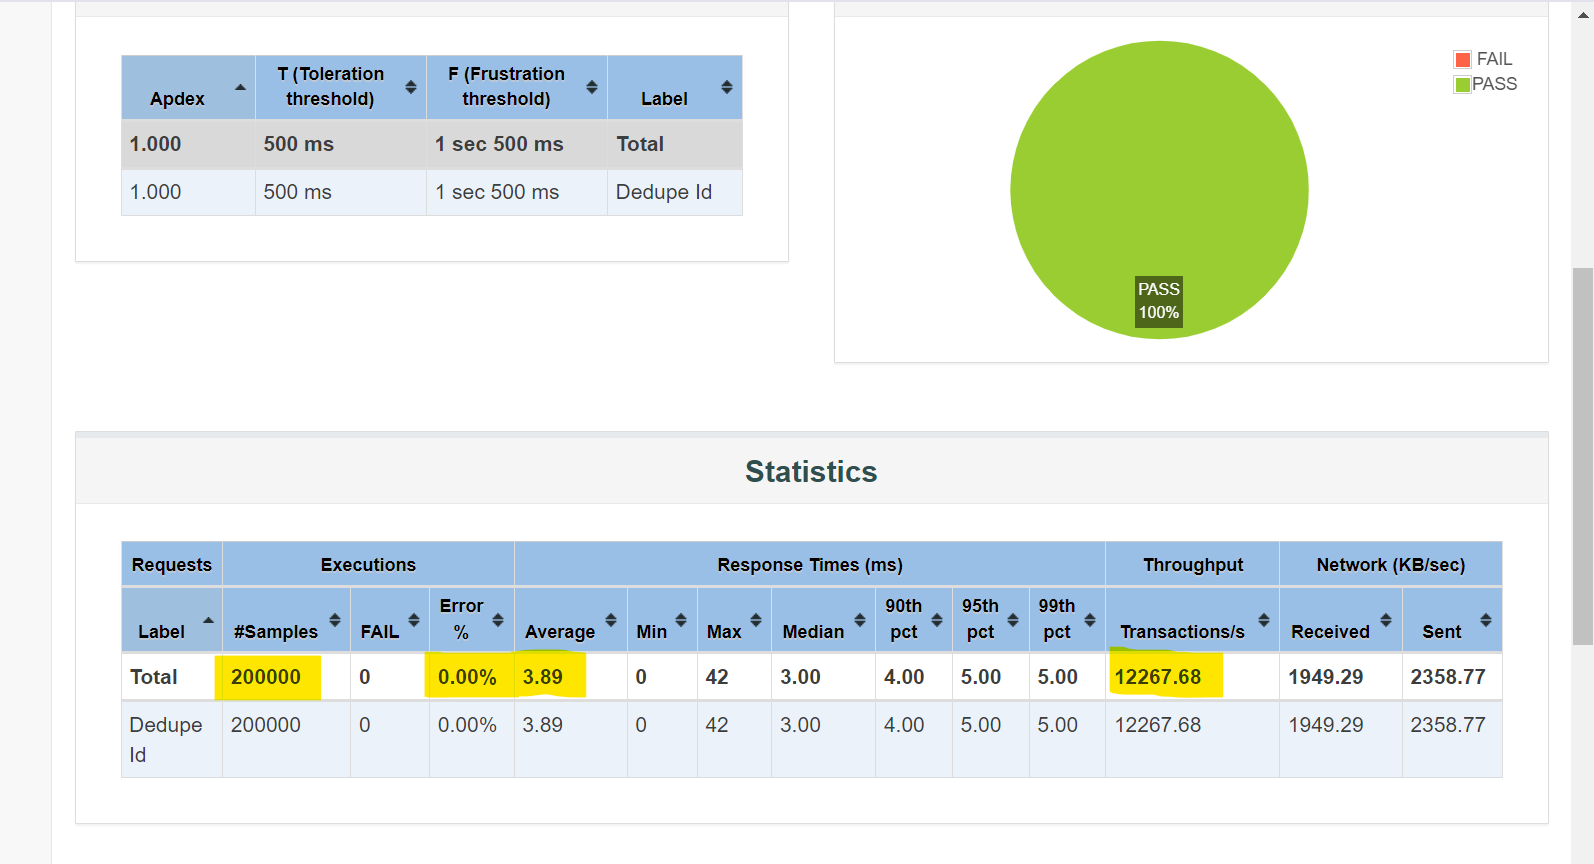 Apdex T (Toleration threshold) F (Frustration threshold) Label
1.000 500 ms 1 sec 500 ms Total
1.000 500 ms 1 sec 500 ms Dedupe Id
FAIL
PASS
PASS
100%
Statistics
Requests Executions Response Times (ms) Throughput Network (KB/sec)
Label #Samples FAIL Error % Average Min Max Median 90th pct 95th pct 99th pct Transactions/s Received Sent
Total 200000 0 0.00% 3.89 0 42 3.00 4.00 5.00 5.00 12267.68 1949.29 2358.77
Dedupe Id 200000 0 0.00% 3.89 0 42 3.00 4.00 5.00 5.00 12267.68 1949.29 2358.77